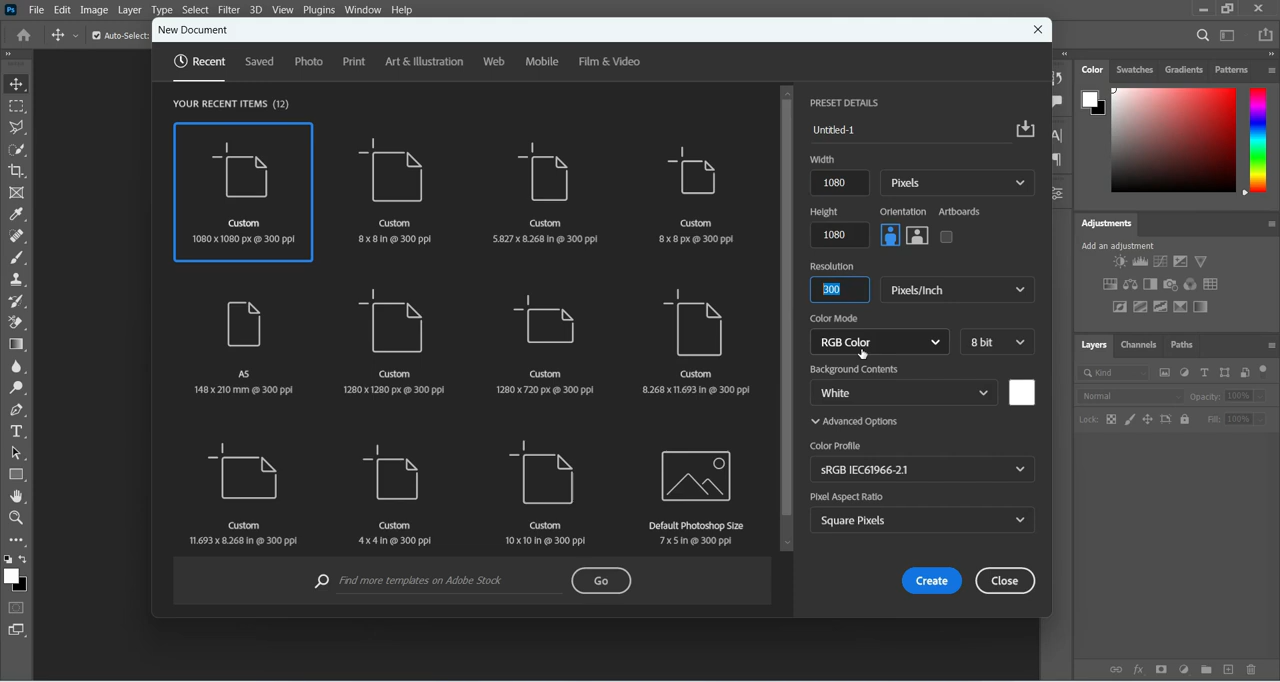 Ps File Edit Image Layer Type Select Filter 3D View Plugins Window Help
Auto-Select:
New Document
Recent Saved Photo Print Art & Illustration Web Mobile Film & Video
YOUR RECENT ITEMS (12)
Custom
1080 x 1080 px @ 300 ppi
Custom
8 x 8 in @ 300 ppi
Custom
5.827 x 8.268 in @ 300 ppi
Custom
8 x 8 px @ 300 ppi
A5
148 x 210 mm @ 300 ppi
Custom
1280 x 1280 px @ 300 ppi
Custom
1280 x 720 px @ 300 ppi
Custom
8.268 x 11.693 in @ 300 ppi
Custom
11.693 x 8.268 in @ 300 ppi
Custom
4 x 4 in @ 300 ppi
Custom
10 x 10 in @ 300 ppi
Default Photoshop Size
7 x 5 in @ 300 ppi
Find more templates on Adobe Stock
Go
PRESET DETAILS
Untitled-1
Width
1080 Pixels
Height Orientation Artboards
1080
Resolution
300 Pixels/Inch
Color Mode
RGB Color 8 bit
Background Contents
White
Advanced Options
Color Profile
sRGB IEC61966-2.1
Pixel Aspect Ratio
Square Pixels
Create Close
Color Swatches Gradients Patterns
Adjustments
Add an adjustment
Layers Channels Paths
Kind
Normal Opacity: 100%
Lock: Fill: 100%